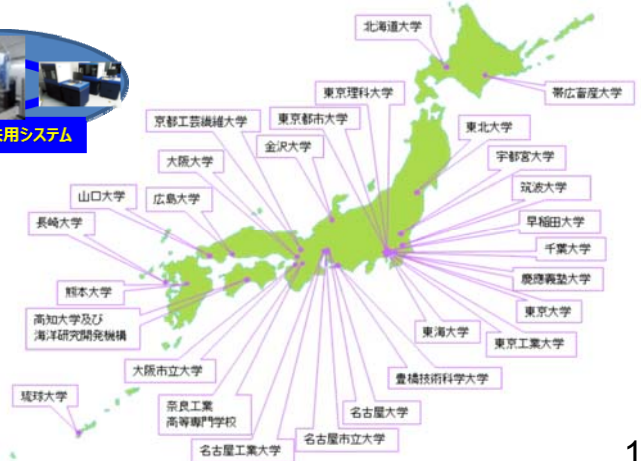 用システム
北海道大学
帯広畜産大学
東京理科大学
京都工芸繊維大学
東京都市大学
東北大学
金沢大学
大阪大学
宇都宮大学
筑波大学
山口大学
広島大学
早稲田大学
長崎大学
千葉大学
慶應義塾大学
熊本大学
東京大学
高知大学及び
海洋研究開発機構
東海大学
東京工業大学
大阪市立大学
豊橋技術科学大学
琉球大学
奈良工業
高等専門学校
名古屋大学
名古屋市立大学
名古屋工業大学
1